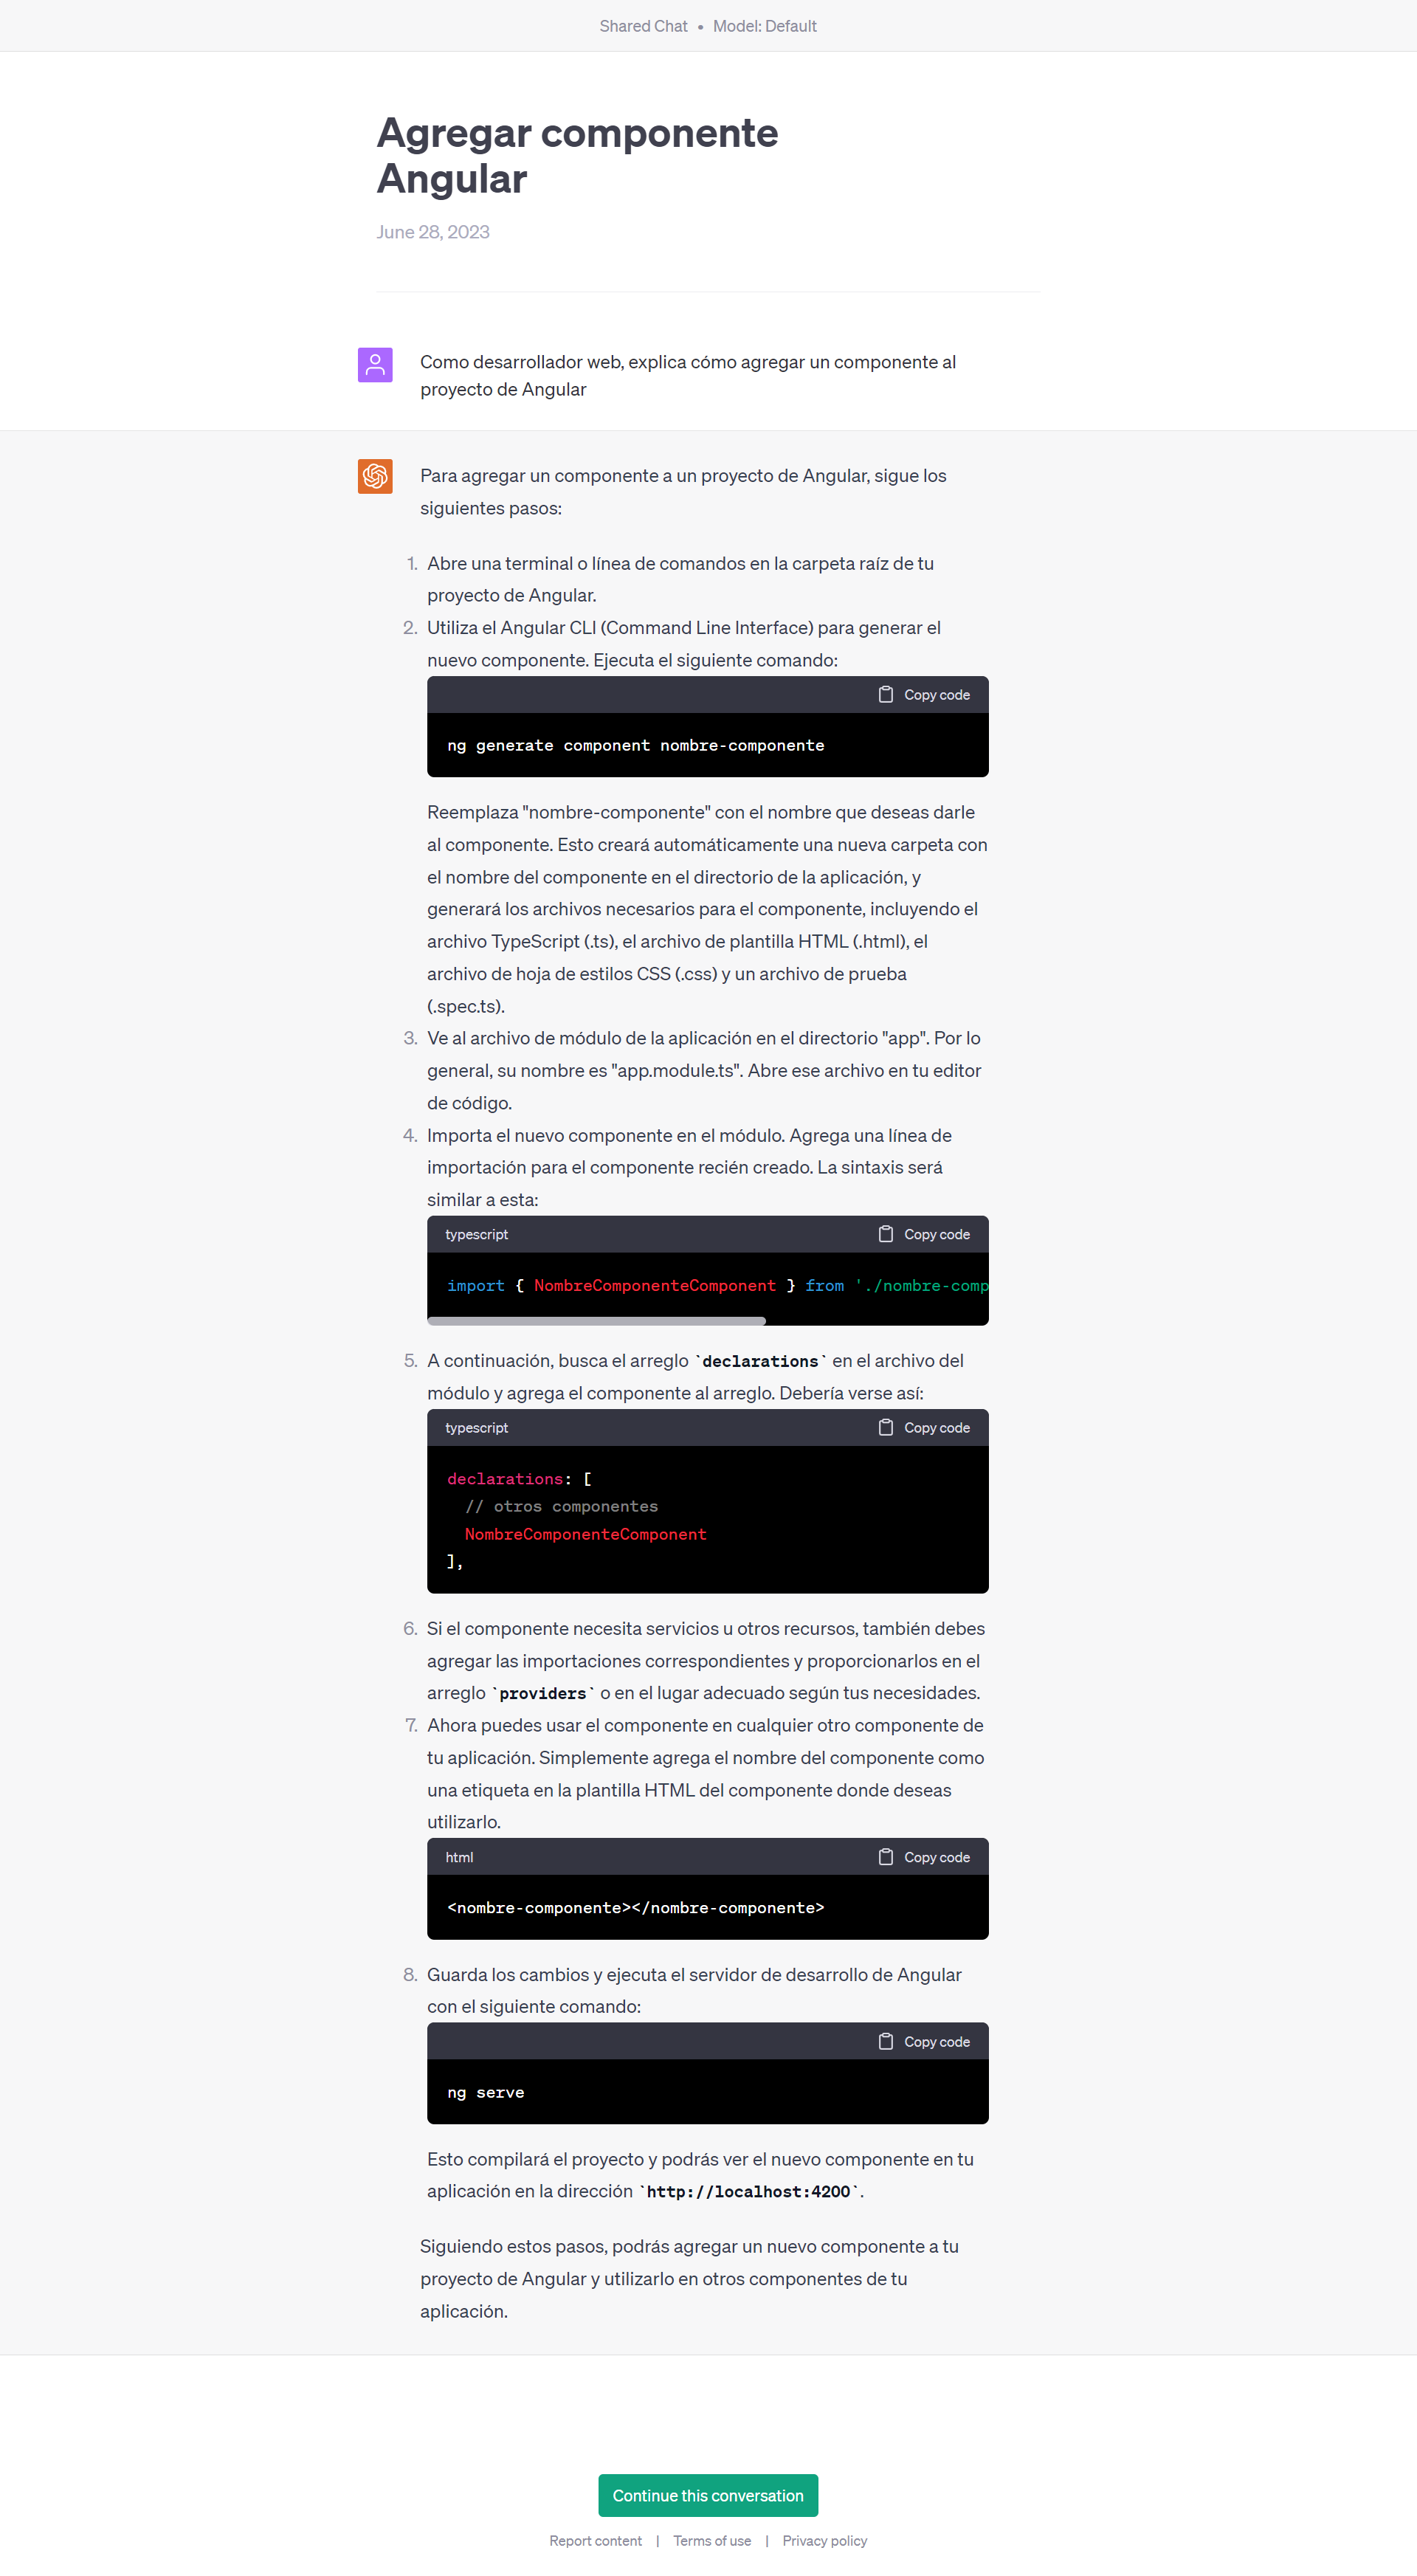 Shared Chat • Model: Default
Agregar componente
Angular
June 28, 2023
Como desarrollador web, explica cómo agregar un componente al
proyecto de Angular
Para agregar un componente a un proyecto de Angular, sigue los
siguientes pasos:
1. Abre una terminal o línea de comandos en la carpeta raíz de tu
proyecto de Angular.
2. Utiliza el Angular CLI (Command Line Interface) para generar el
nuevo componente. Ejecuta el siguiente comando:
Copy code
ng generate component nombre-componente
Reemplaza "nombre-componente" con el nombre que deseas darle
al componente. Esto creará automáticamente una nueva carpeta con
el nombre del componente en el directorio de la aplicación, y
generará los archivos necesarios para el componente, incluyendo el
archivo TypeScript (.ts), el archivo de plantilla HTML (.html), el
archivo de hoja de estilos CSS (.css) y un archivo de prueba
(.spec.ts).
3. Ve al archivo de módulo de la aplicación en el directorio "app". Por lo
general, su nombre es "app.module.ts". Abre ese archivo en tu editor
de código.
4. Importa el nuevo componente en el módulo. Agrega una línea de
importación para el componente recién creado. La sintaxis será
similar a esta:
typescript Copy code
import { NombreComponenteComponent } from './nombre-comp
5. A continuación, busca el arreglo `declarations` en el archivo del
módulo y agrega el componente al arreglo. Debería verse así:
typescript Copy code
declarations: [
// otros componentes
NombreComponenteComponent
],
6. Si el componente necesita servicios u otros recursos, también debes
agregar las importaciones correspondientes y proporcionarlos en el
arreglo `providers` o en el lugar adecuado según tus necesidades.
7. Ahora puedes usar el componente en cualquier otro componente de
tu aplicación. Simplemente agrega el nombre del componente como
una etiqueta en la plantilla HTML del componente donde deseas
utilizarlo.
html Copy code
<nombre-componente></nombre-componente>
8. Guarda los cambios y ejecuta el servidor de desarrollo de Angular
con el siguiente comando:
Copy code
ng serve
Esto compilará el proyecto y podrás ver el nuevo componente en tu
aplicación en la dirección `http://localhost:4200`.
Siguiendo estos pasos, podrás agregar un nuevo componente a tu
proyecto de Angular y utilizarlo en otros componentes de tu
aplicación.
Continue this conversation
Report content | Terms of use | Privacy policy